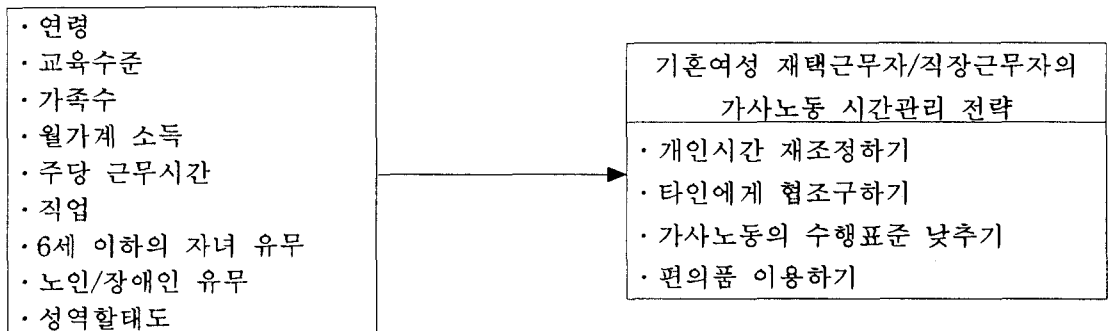 · 연령
· 교육수준
· 가족수
· 월가계 소득
· 주당 근무시간
· 직업
· 6세 이하의 자녀 유무
· 노인/장애인 유무
· 성역할태도
기혼여성 재택근무자/직장근무자의
가사노동 시간관리 전략
· 개인시간 재조정하기
· 타인에게 협조구하기
· 가사노동의 수행표준 낮추기
· 편의품 이용하기